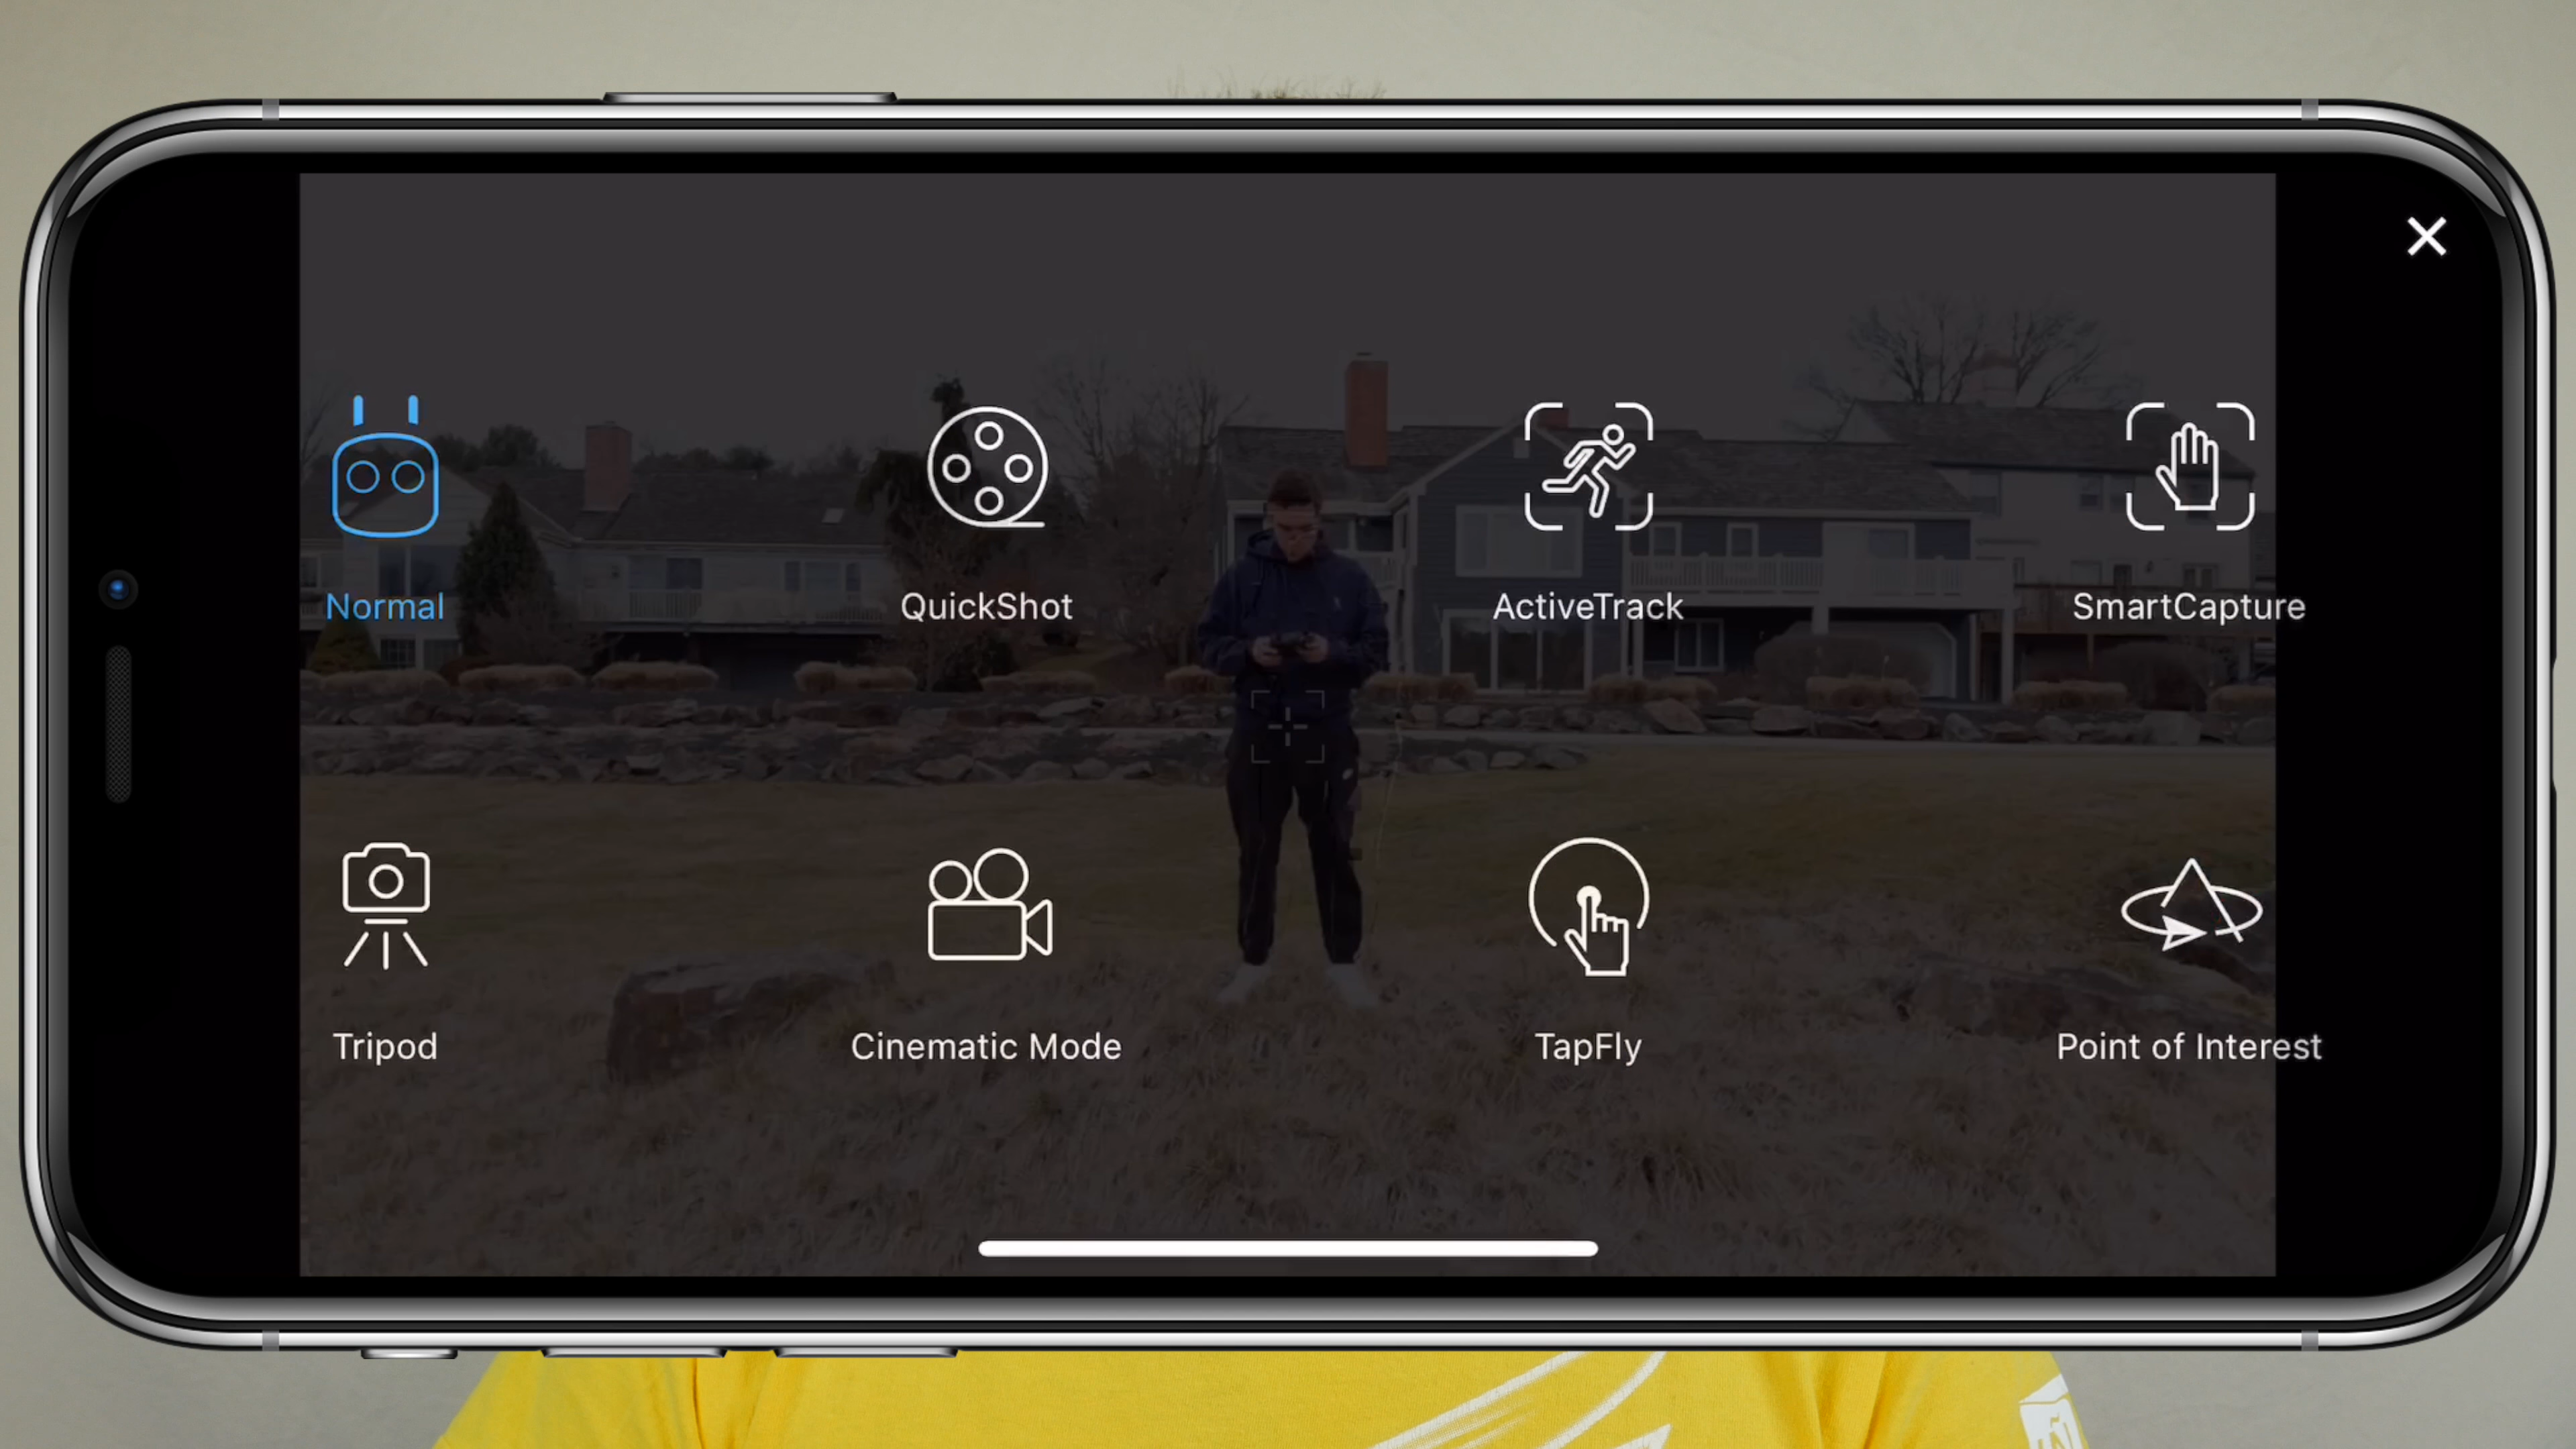 Normal
QuickShot
ActiveTrack
SmartCapture
Tripod
Cinematic Mode
TapFly
Point of Interest